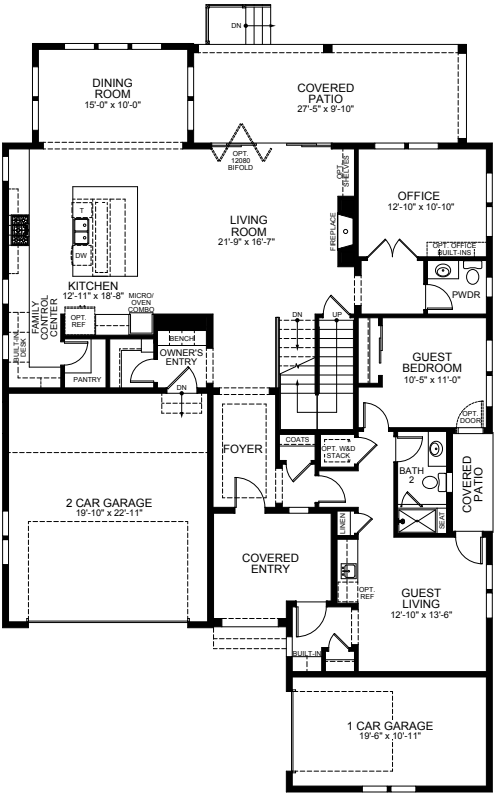 DN
DINING
ROOM
15'-0" x 10'-0"
COVERED
PATIO
27'-5" x 9'-10"
OPT.
12080
BIFOLD
OPT.
SHELVES
OFFICE
12'-10" x 10'-10"
T
DW
LIVING
ROOM
21'-9" x 16'-7"
FIREPLACE
OPT. OFFICE
BUILT-INS
KITCHEN
12'-11" x 18'-8"
PWDR
FAMILY
CONTROL
CENTER
BUILT-IN
DESK
OPT.
REF
MICRO/
OVEN
COMBO
BENCH
OWNER'S
ENTRY
PANTRY
DN
DN
UP
GUEST
BEDROOM
10'-5" x 11'-0"
OPT.
DOOR
FOYER
COATS
OPT. W&D
STACK
BATH
2
COVERED
PATIO
2 CAR GARAGE
19'-10" x 22'-11"
LINEN
SEAT
COVERED
ENTRY
OPT.
REF
GUEST
LIVING
12'-10" x 13'-6"
BUILT-IN
1 CAR GARAGE
19'-6" x 10'-11"